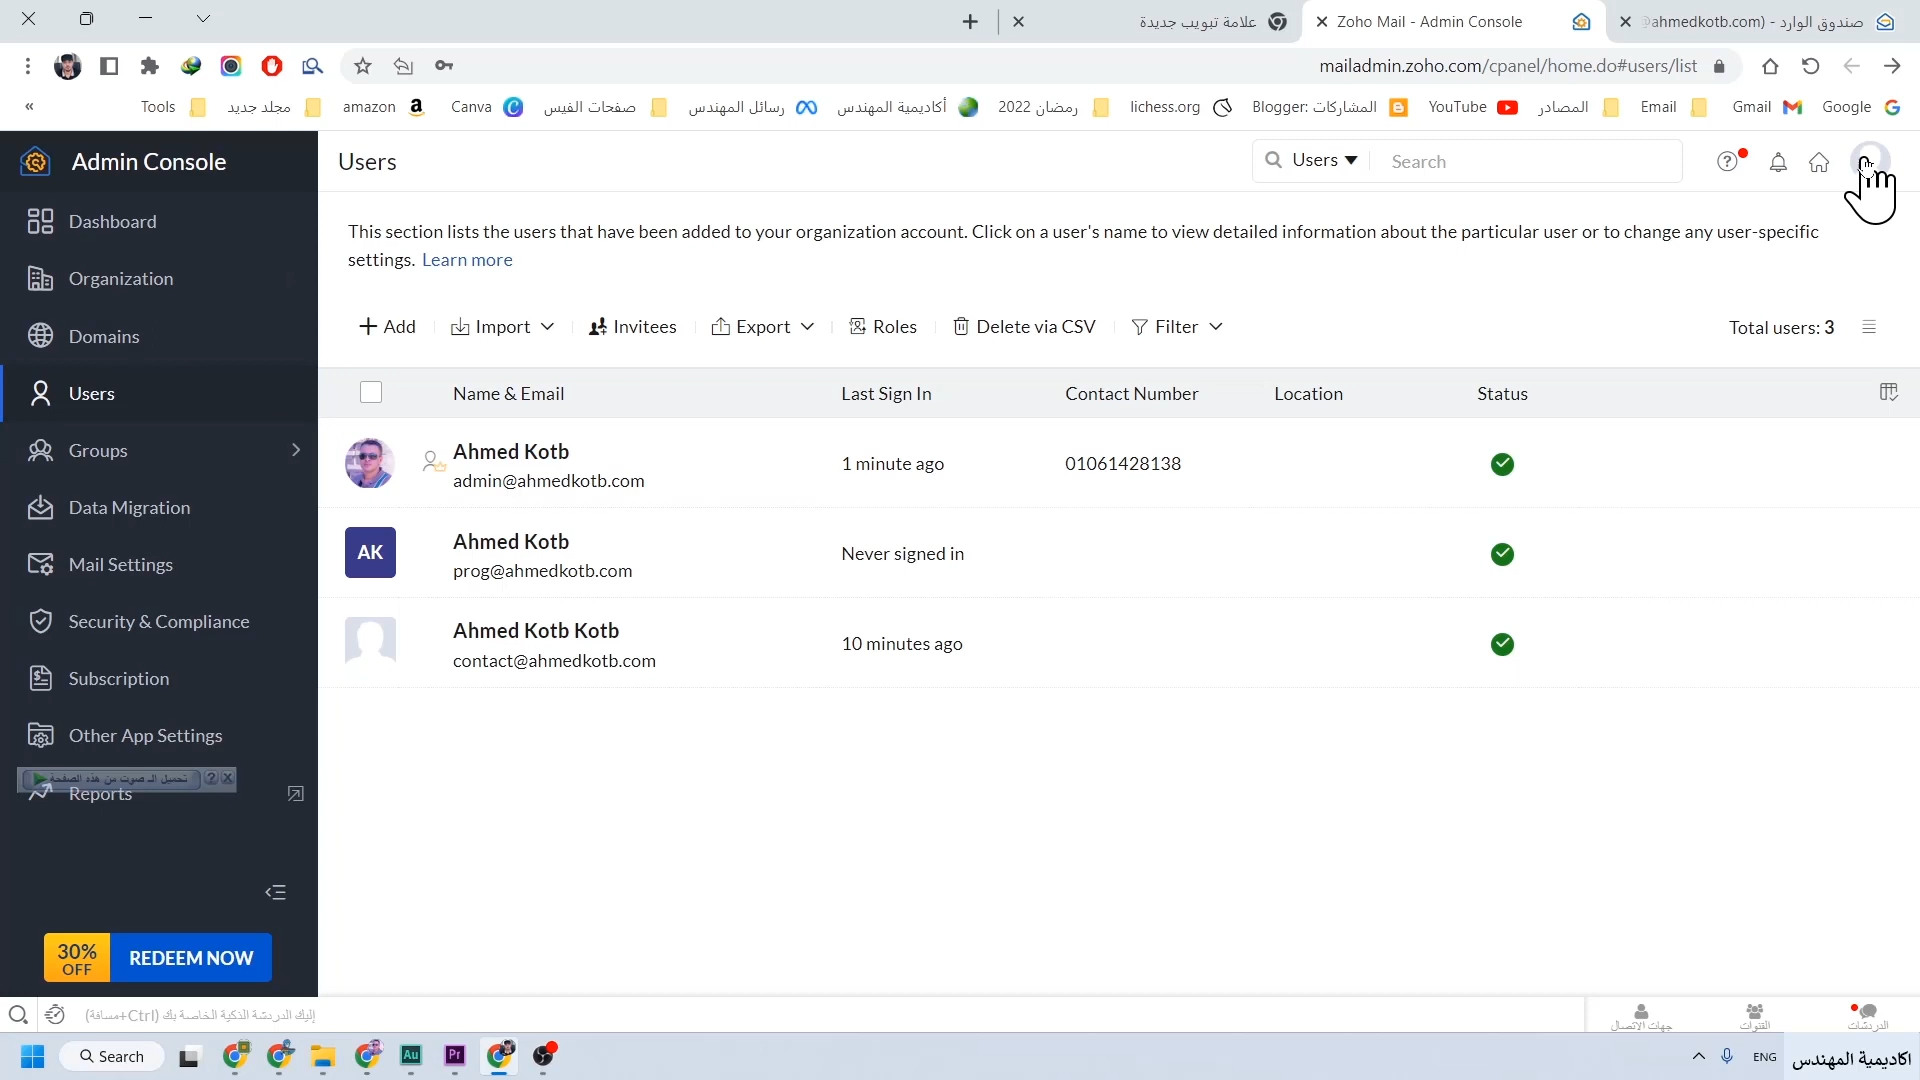 علامة تبويب جديدة
Zoho Mail - Admin Console
صندوق الوارد - (ahmedkotb.com
mailadmin.zoho.com/cpanel/home.do#users/list
Tools
مجلد جديد
amazon
Canva
صفحات الفيس
رسائل المهندس
أكاديمية المهندس
رمضان 2022
lichess.org
Blogger: المشاركات
YouTube
المصادر
Email
Gmail
Google
Admin Console
Users
Users
Search
Dashboard
Organization
Domains
Users
Groups
Data Migration
Mail Settings
Security & Compliance
Subscription
Other App Settings
تحميل الـ صوت من هذه الصفحة
Reports
30% OFF
REDEEM NOW
This section lists the users that have been added to your organization account. Click on a user's name to view detailed information about the particular user or to change any user-specific
settings. Learn more
Add
Import
Invitees
Export
Roles
Delete via CSV
Filter
Total users: 3
Name & Email
Last Sign In
Contact Number
Location
Status
Ahmed Kotb
admin@ahmedkotb.com
1 minute ago
01061428138
AK
Ahmed Kotb
prog@ahmedkotb.com
Never signed in
Ahmed Kotb Kotb
contact@ahmedkotb.com
10 minutes ago
إليك الدردشة الذكية الخاصة بك (Ctrl+مسافة)
جهات الاتصال
القنوات
الدردشات
Search
Au
Pr
ENG
اكاديمية المهندس